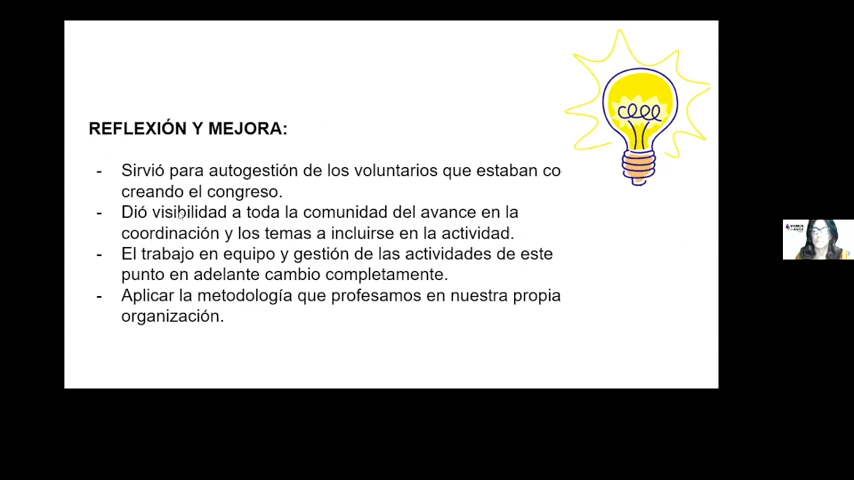 REFLEXIÓN Y MEJORA:
- Sirvió para autogestión de los voluntarios que estaban co
creando el congreso.
- Dió visibilidad a toda la comunidad del avance en la
coordinación y los temas a incluirse en la actividad.
- El trabajo en equipo y gestión de las actividades de este
punto en adelante cambio completamente.
- Aplicar la metodología que profesamos en nuestra propia
organización.